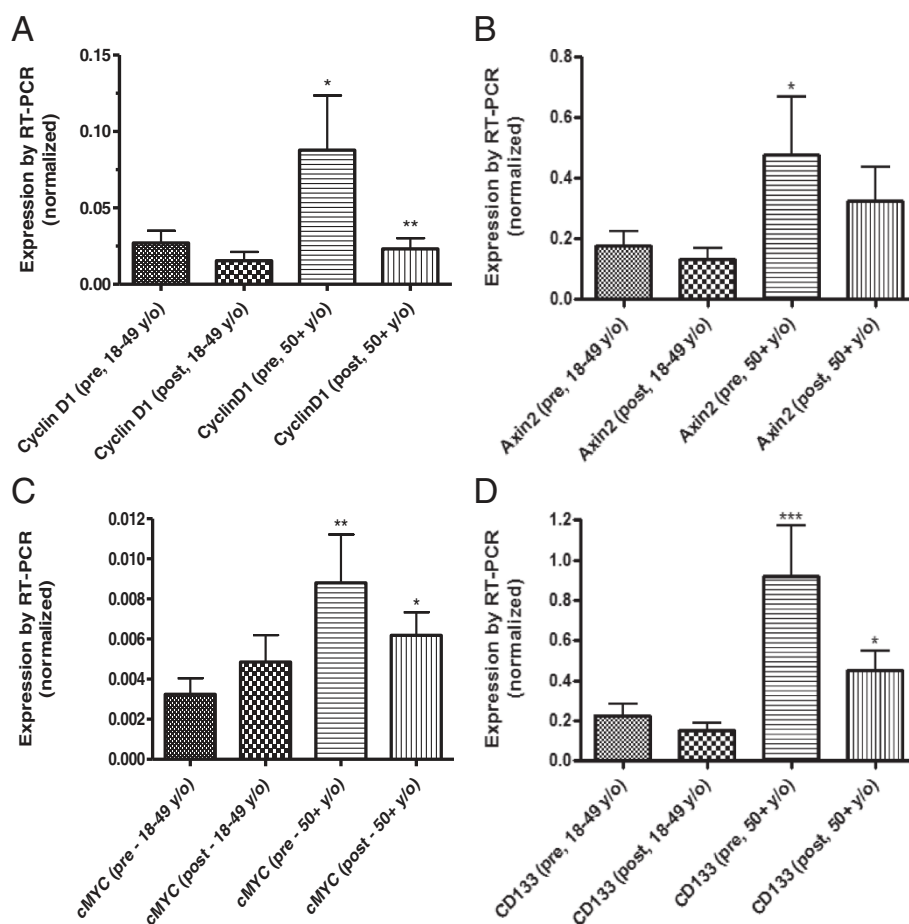 A
Expression by RT-PCR
(normalized)
0.15
0.10
0.05
0.00
*
**
Cyclin D1 (pre, 18-49 y/o)
Cyclin D1 (post, 18-49 y/o)
CyclinD1 (pre, 50+ y/o)
CyclinD1 (post, 50+ y/o)
B
Expression by RT-PCR
(normalized)
0.8
0.6
0.4
0.2
0.0
*
Axin2 (pre, 18-49 y/o)
Axin2 (post, 18-49 y/o)
Axin2 (pre, 50+ y/o)
Axin2 (post, 50+ y/o)
C
Expression by RT-PCR
(normalized)
0.012
0.010
0.008
0.006
0.004
0.002
0.000
**
*
cMYC (pre - 18-49 y/o)
cMYC (post - 18-49 y/o)
cMYC (pre - 50+ y/o)
cMYC (post - 50+ y/o)
D
Expression by RT-PCR
(normalized)
1.2
1.0
0.8
0.6
0.4
0.2
0.0
***
*
CD133 (pre, 18-49 y/o)
CD133 (post, 18-49 y/o)
CD133 (pre, 50+ y/o)
CD133 (post, 50+ y/o)